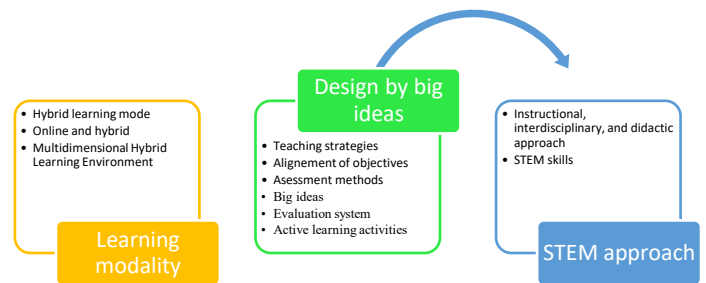 • Hybrid learning mode
• Online and hybrid
• Multidimensional Hybrid
Learning Environment
Learning
modality
Design by big
ideas
• Teaching strategies
• Alignement of objectives
• Asessment methods
• Big ideas
• Evaluation system
• Active learning activities
• Instructional,
interdisciplinary, and didactic
approach
• STEM skills
STEM approach